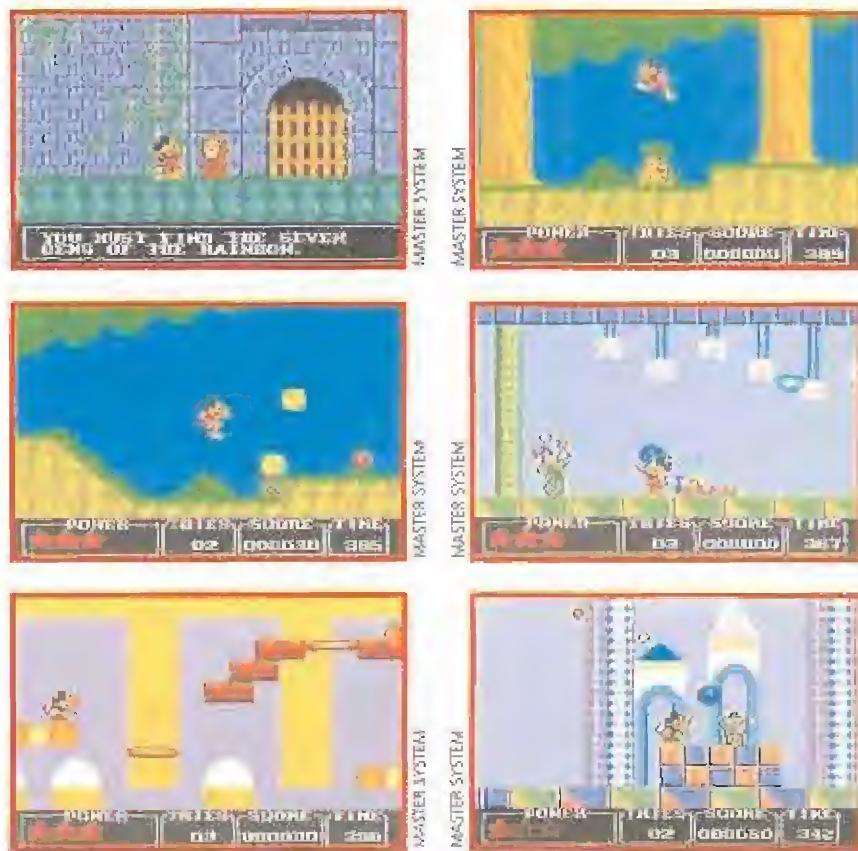 YOU MUST FIND THE SEVEN
GEMS OF THE RAINBOW.
MASTER SYSTEM
MASTER SYSTEM
POWER TRIES SCORE TIME
03 000000 389
POWER TRIES SCORE TIME
02 000030 385
MASTER SYSTEM
MASTER SYSTEM
POWER TRIES SCORE TIME
03 000000 367
POWER TRIES SCORE TIME
03 000000
MASTER SYSTEM
MASTER SYSTEM
POWER TRIES SCORE TIME
02 000050 342